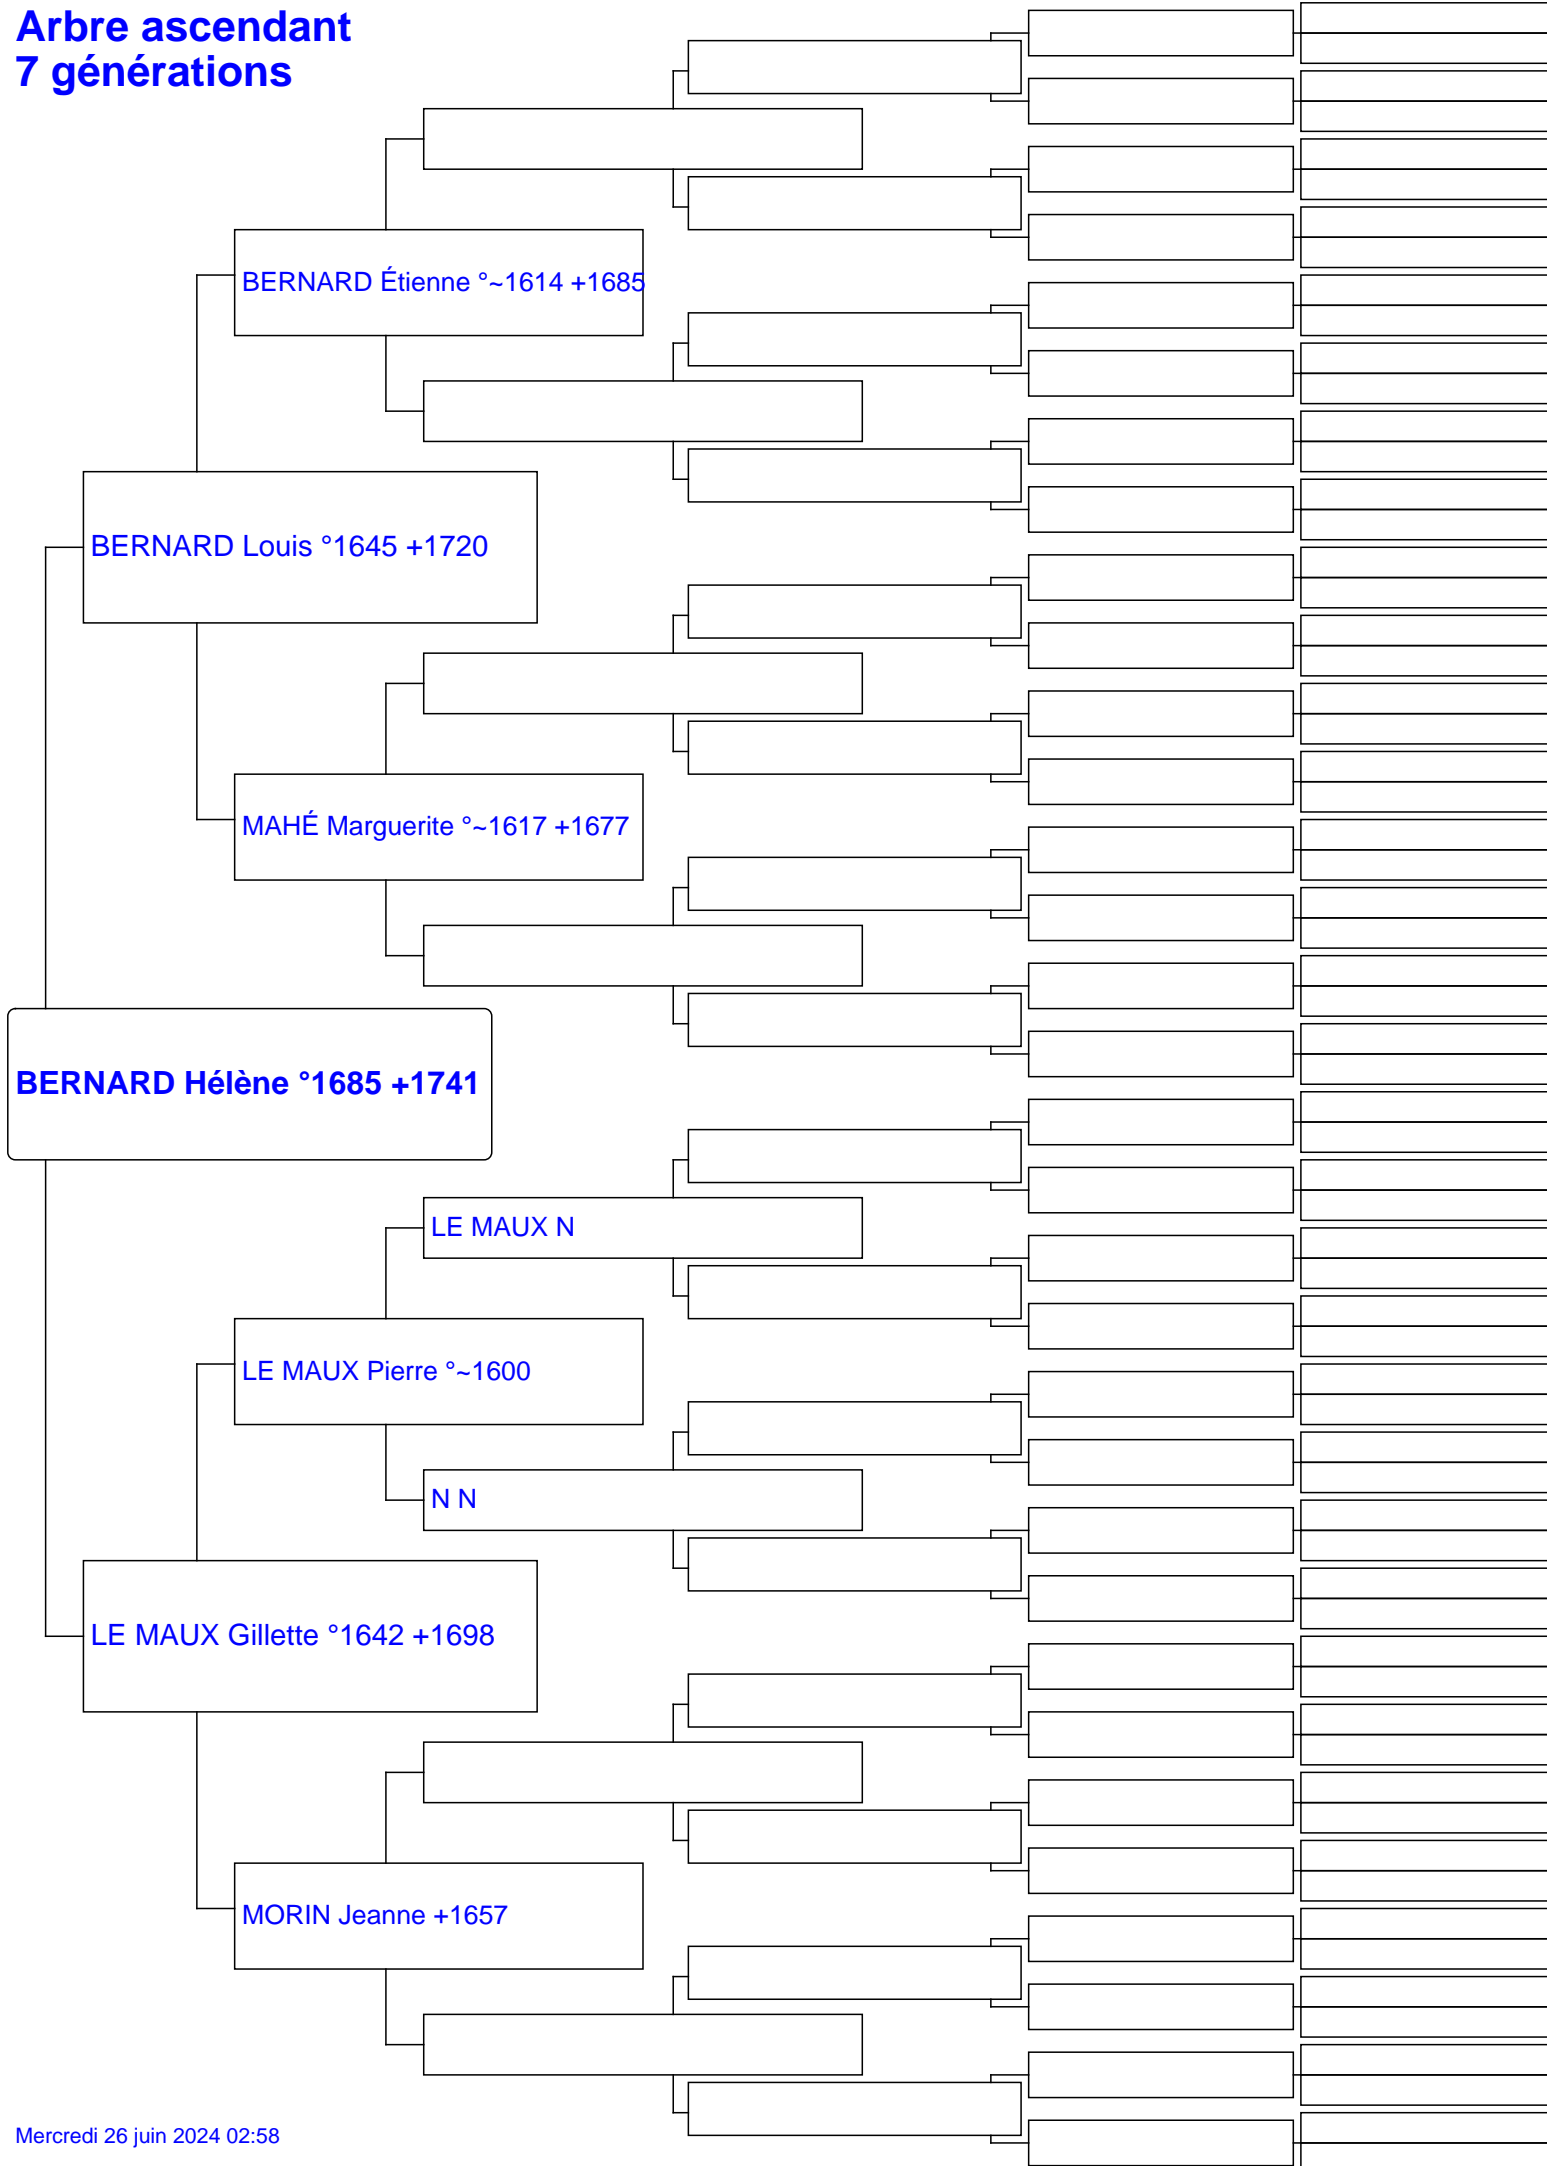 Arbre ascendant
7 générations
BERNARD Étienne °~1614 +1685
BERNARD Louis °1645 +1720
MAHÉ Marguerite °~1617 +1677
BERNARD Hélène °1685 +1741
LE MAUX N
LE MAUX Pierre °~1600
N N
LE MAUX Gillette °1642 +1698
MORIN Jeanne +1657
Mercredi 26 juin 2024 02:58